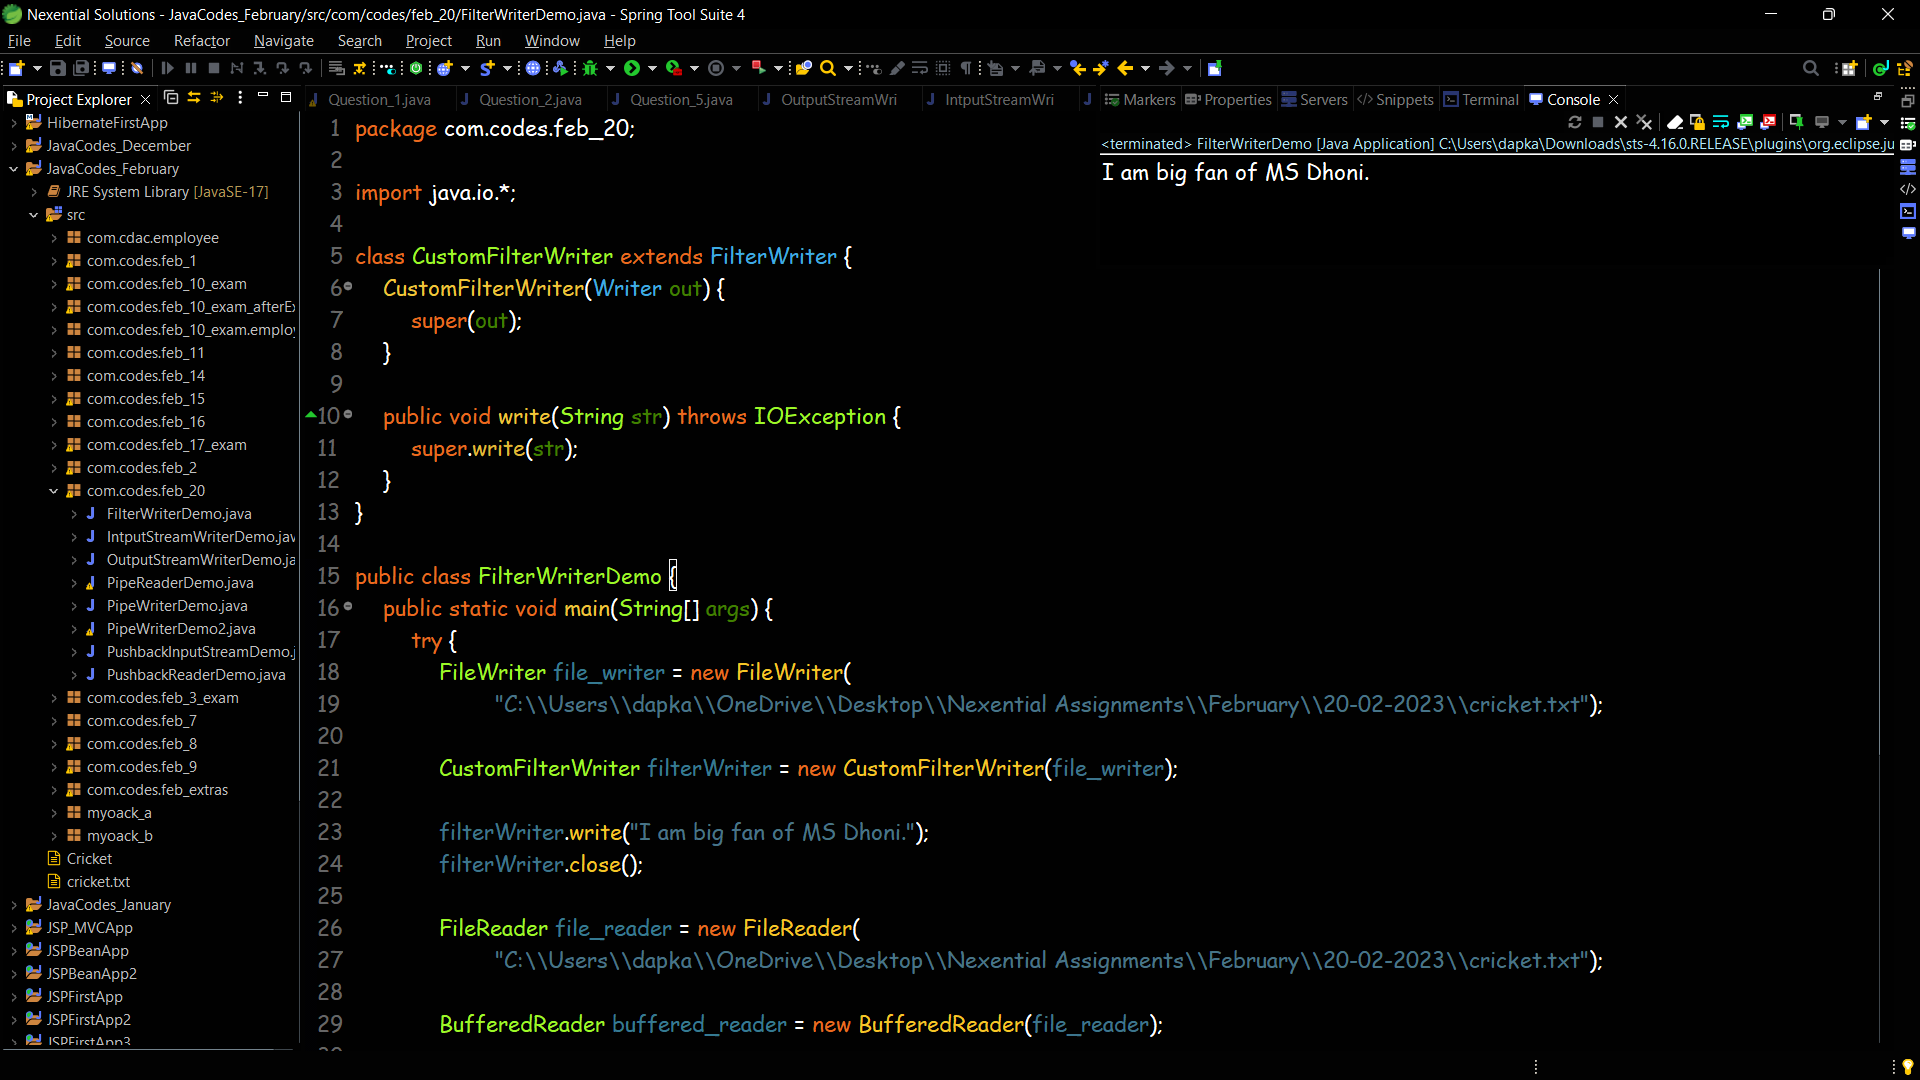 Nexential Solutions - JavaCodes_February/src/com/codes/feb_20/FilterWriterDemo.java - Spring Tool Suite 4
File Edit Source Refactor Navigate Search Project Run Window Help
Project Explorer
HibernateFirstApp
JavaCodes_December
JavaCodes_February
JRE System Library [JavaSE-17]
src
com.cdac.employee
com.codes.feb_1
com.codes.feb_10_exam
com.codes.feb_10_exam_afterEx
com.codes.feb_10_exam.emplo
com.codes.feb_11
com.codes.feb_14
com.codes.feb_15
com.codes.feb_16
com.codes.feb_17_exam
com.codes.feb_2
com.codes.feb_20
FilterWriterDemo.java
IntputStreamWriterDemo.jav
OutputStreamWriterDemo.ja
PipeReaderDemo.java
PipeWriterDemo.java
PipeWriterDemo2.java
PushbackInputStreamDemo.j
PushbackReaderDemo.java
com.codes.feb_3_exam
com.codes.feb_7
com.codes.feb_8
com.codes.feb_9
com.codes.feb_extras
myoack_a
myoack_b
Cricket
cricket.txt
JavaCodes_January
JSP_MVCApp
JSPBeanApp
JSPBeanApp2
JSPFirstApp
JSPFirstApp2
JSPFirstApp3
Question_1.java Question_2.java Question_5.java OutputStreamWri IntputStreamWri
1 package com.codes.feb_20;
2
3 import java.io.*;
4
5 class CustomFilterWriter extends FilterWriter {
6 CustomFilterWriter(Writer out) {
7 super(out);
8 }
9
10 public void write(String str) throws IOException {
11 super.write(str);
12 }
13 }
14
15 public class FilterWriterDemo {
16 public static void main(String[] args) {
17 try {
18 FileWriter file_writer = new FileWriter(
19 "C:\\Users\\dapka\\OneDrive\\Desktop\\Nexential Assignments\\February\\20-02-2023\\cricket.txt");
20
21 CustomFilterWriter filterWriter = new CustomFilterWriter(file_writer);
22
23 filterWriter.write("I am big fan of MS Dhoni.");
24 filterWriter.close();
25
26 FileReader file_reader = new FileReader(
27 "C:\\Users\\dapka\\OneDrive\\Desktop\\Nexential Assignments\\February\\20-02-2023\\cricket.txt");
28
29 BufferedReader buffered_reader = new BufferedReader(file_reader);
Markers Properties Servers Snippets Terminal Console
<terminated> FilterWriterDemo [Java Application] C:\Users\dapka\Downloads\sts-4.16.0.RELEASE\plugins\org.eclipse.ju
I am big fan of MS Dhoni.